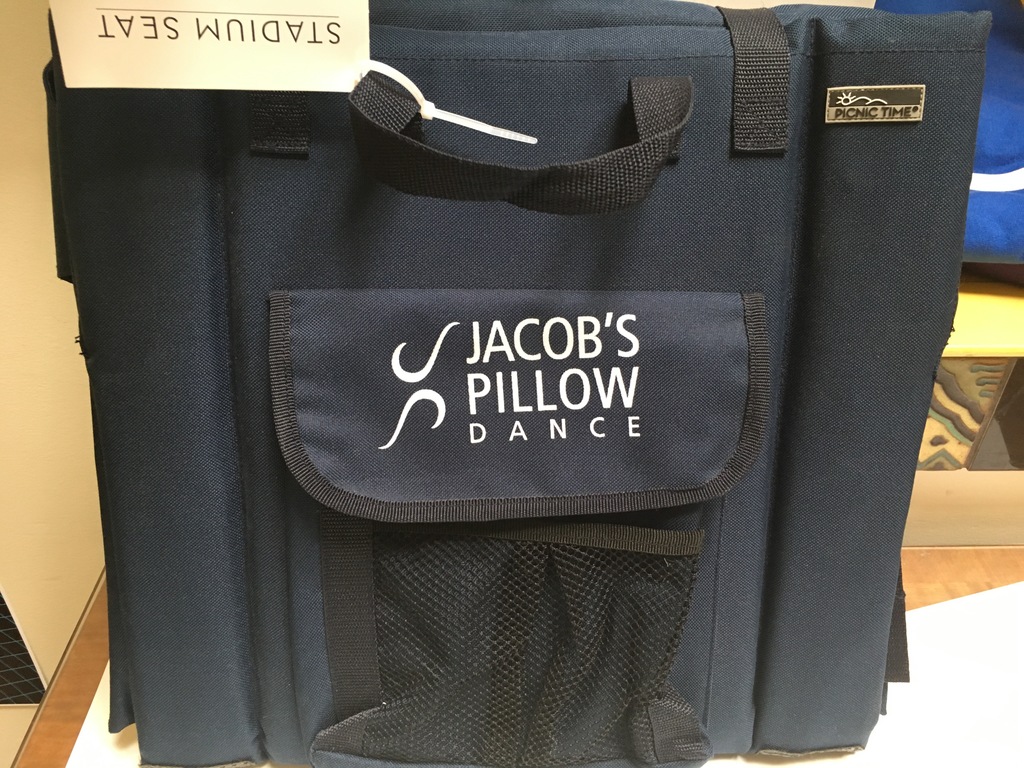 STADIUM SEAT
PICNIC TIME®
JACOB'S
PILLOW
DANCE